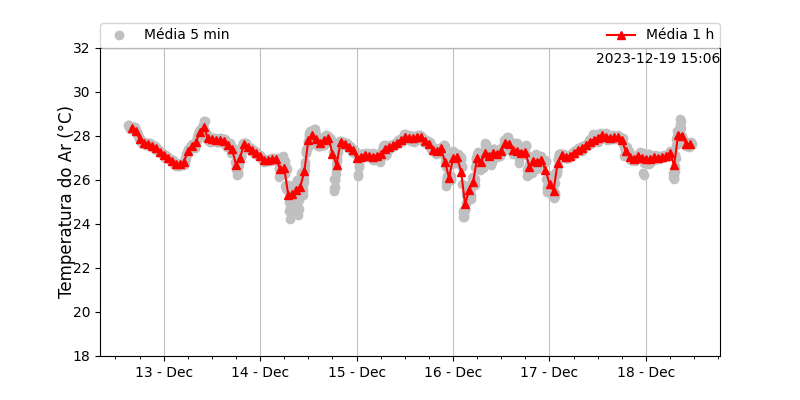 Média 5 min
Média 1 h
2023-12-19 15:06
Temperatura do Ar (°C)
32
30
28
26
24
22
20
18
13 - Dec
14 - Dec
15 - Dec
16 - Dec
17 - Dec
18 - Dec